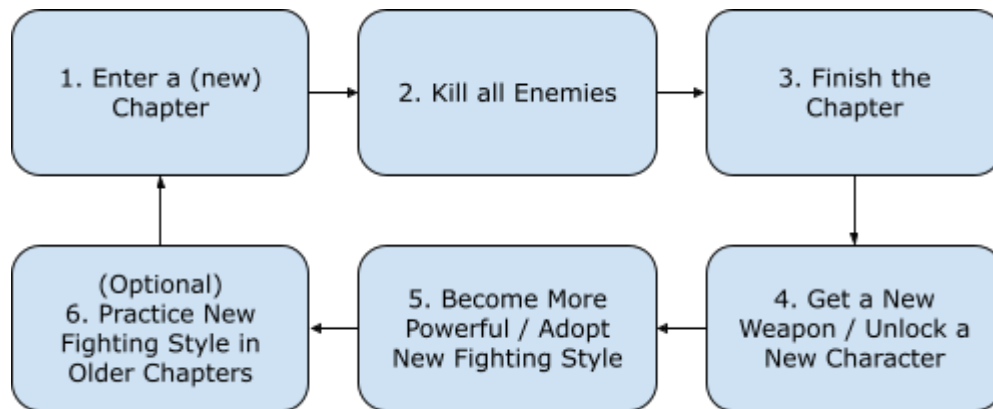 1. Enter a (new)
Chapter
2. Kill all Enemies
3. Finish the
Chapter
4. Get a New
Weapon / Unlock a
New Character
5. Become More
Powerful / Adopt
New Fighting Style
(Optional)
6. Practice New
Fighting Style in
Older Chapters